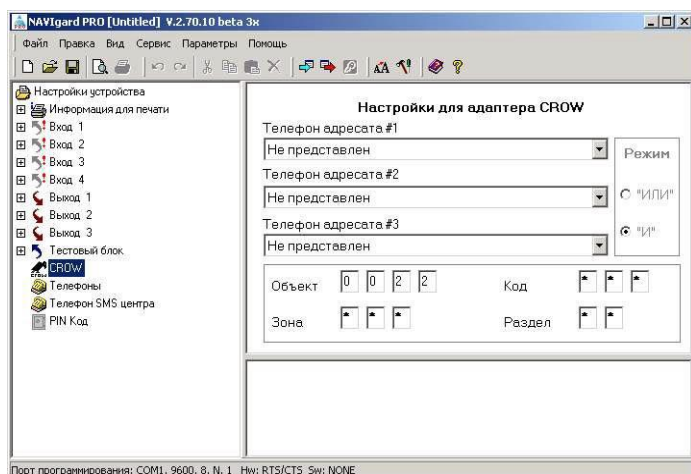 NAVIgard PRO [Untitled] V.2.70.10 beta 3x
Файл Правка Вид Сервис Параметры Помощь
Настройки устройства
Информация для печати
Вход 1
Вход 2
Вход 3
Вход 4
Выход 1
Выход 2
Выход 3
Тестовый блок
CROW
Телефоны
Телефон SMS центра
PIN Код
Настройки для адаптера CROW
Телефон адресата #1
Не представлен
Телефон адресата #2
Не представлен
Телефон адресата #3
Не представлен
Режим
"ИЛИ"
"И"
Объект 0 0 2 2 Код * * *
Зона * * * Раздел * *
Порт программирования: COM1, 9600, 8, N, 1 Hw: RTS/CTS Sw: NONE